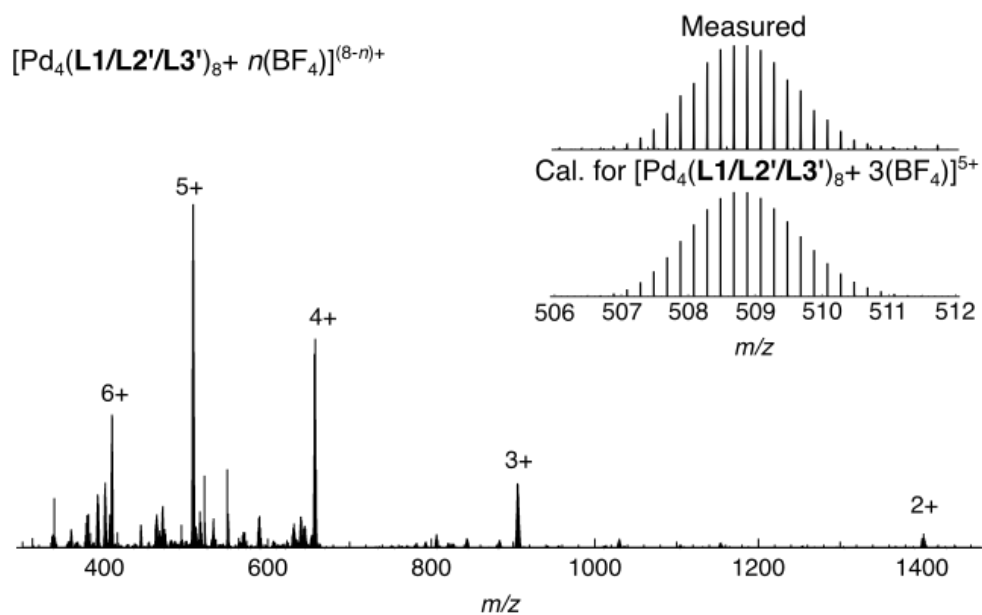 Measured
[Pd4(L1/L2'/L3')8+ n(BF4)](8-n)+
Cal. for [Pd4(L1/L2'/L3')8+ 3(BF4)]5+
506 507 508 509 510 511 512
m/z
5+
4+
6+
3+
2+
400 600 800 1000 1200 1400
m/z